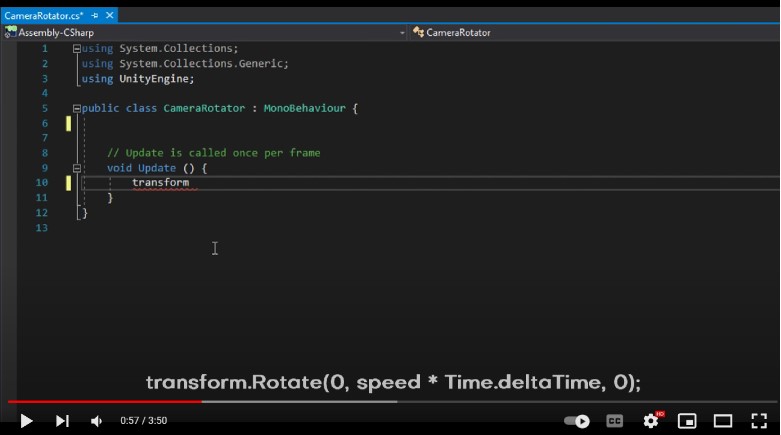 CameraRotator.cs*
Assembly-CSharp CameraRotator
1 using System.Collections;
2 using System.Collections.Generic;
3 using UnityEngine;
4
5 public class CameraRotator : MonoBehaviour {
6
7
8 // Update is called once per frame
9 void Update () {
10 transform
11 }
12 }
13
transform.Rotate(0, speed * Time.deltaTime, 0);
0:57 / 3:50 CC HD